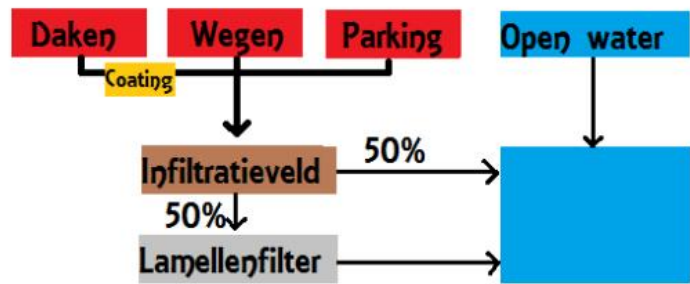 Daken
Wegen
Parking
Open water
Coating
50%
Infiltratieveld
50%
Lamellenfilter